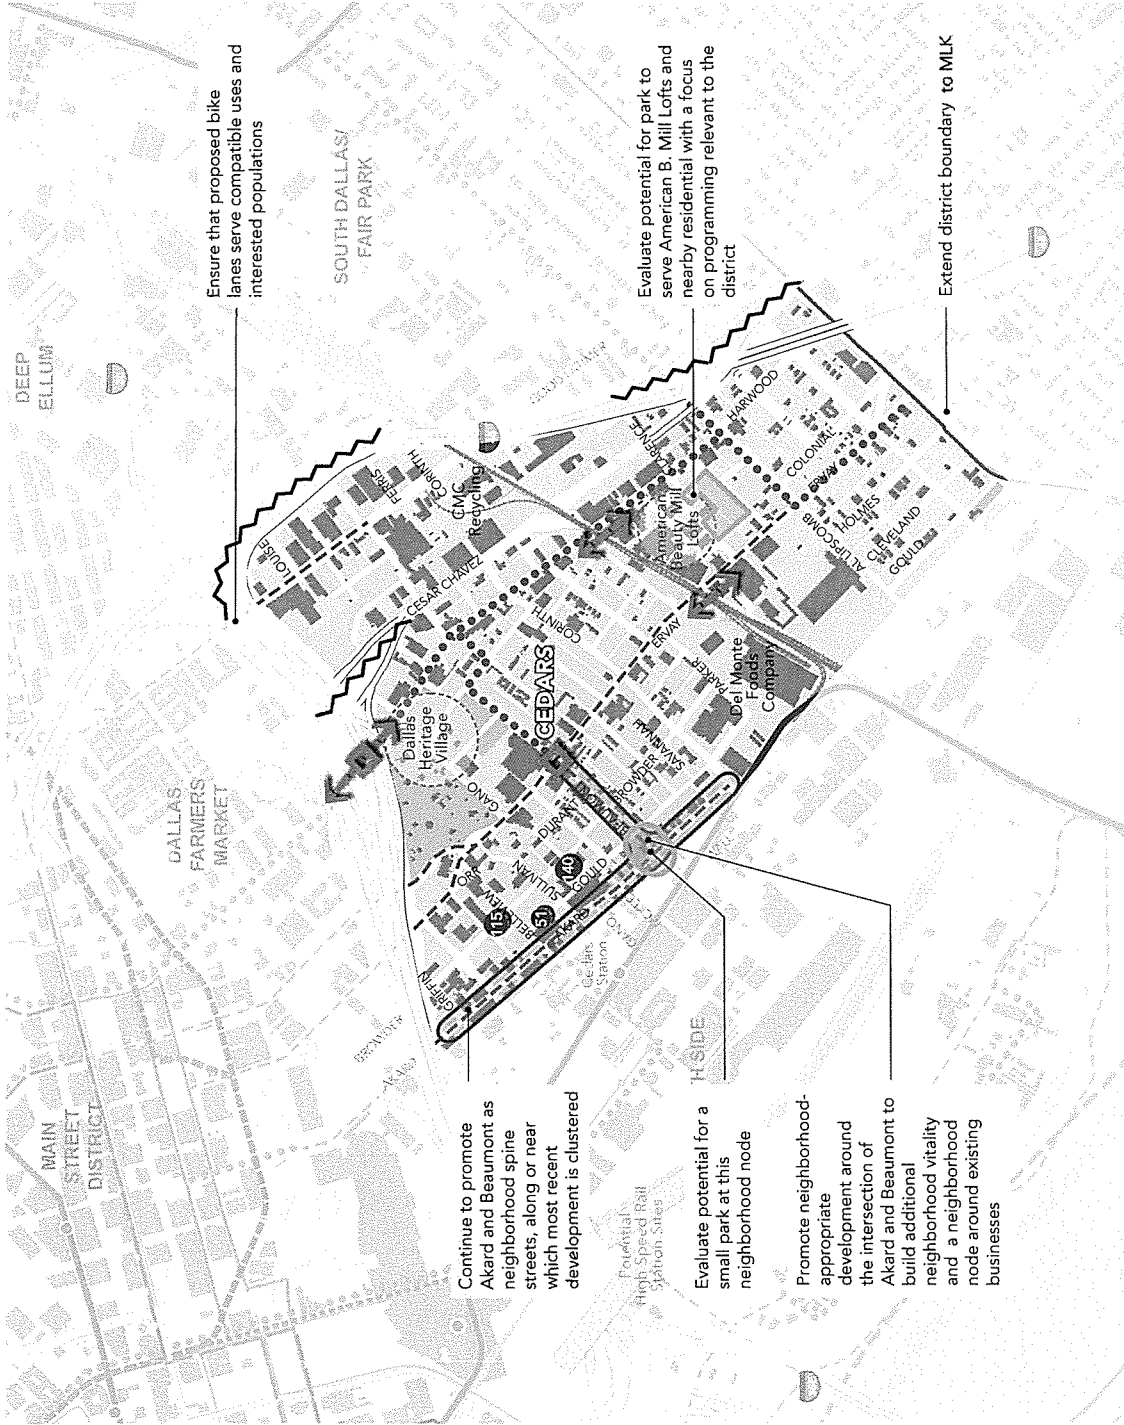 MAIN
STREET
DISTRICT
DALLAS
FARMERS
MARKET
DEEP
ELLUM
SOUTH DALLAS/
FAIR PARK
Ensure that proposed bike
lanes serve compatible uses and
interested populations
Evaluate potential for park to
serve American B. Mill Lofts and
nearby residential with a focus
on programming relevant to the
district
Extend district boundary to MLK
Continue to promote
Akard and Beaumont as
neighborhood spine
streets, along or near
which most recent
development is clustered
Potential
High Speed Rail
Station Sites
Evaluate potential for a
small park at this
neighborhood node
Promote neighborhood-
appropriate
development around
the intersection of
Akard and Beaumont to
build additional
neighborhood vitality
and a neighborhood
node around existing
businesses
BROWDER
AKARD
GRIFFIN
ORR
BELLEVIEW
115
51
SULLIVAN
140
GOULD
AKARD
Cedars
Station
GANO
DURANT
BEAUMONT
BROWDER
SAVANNAH
GANO
Dallas
Heritage
Village
CEDARS
CORINTH
ERVAY
PARKER
Del Monte
Foods
Company
LOUISE
FERRIS
CORINTH
CMC
Recycling
CESAR CHAVEZ
CLARENCE
American
Beauty Mill
Lofts
HARWOOD
COLONIAL
ERVAY
HOLMES
CLEVELAND
GOULD